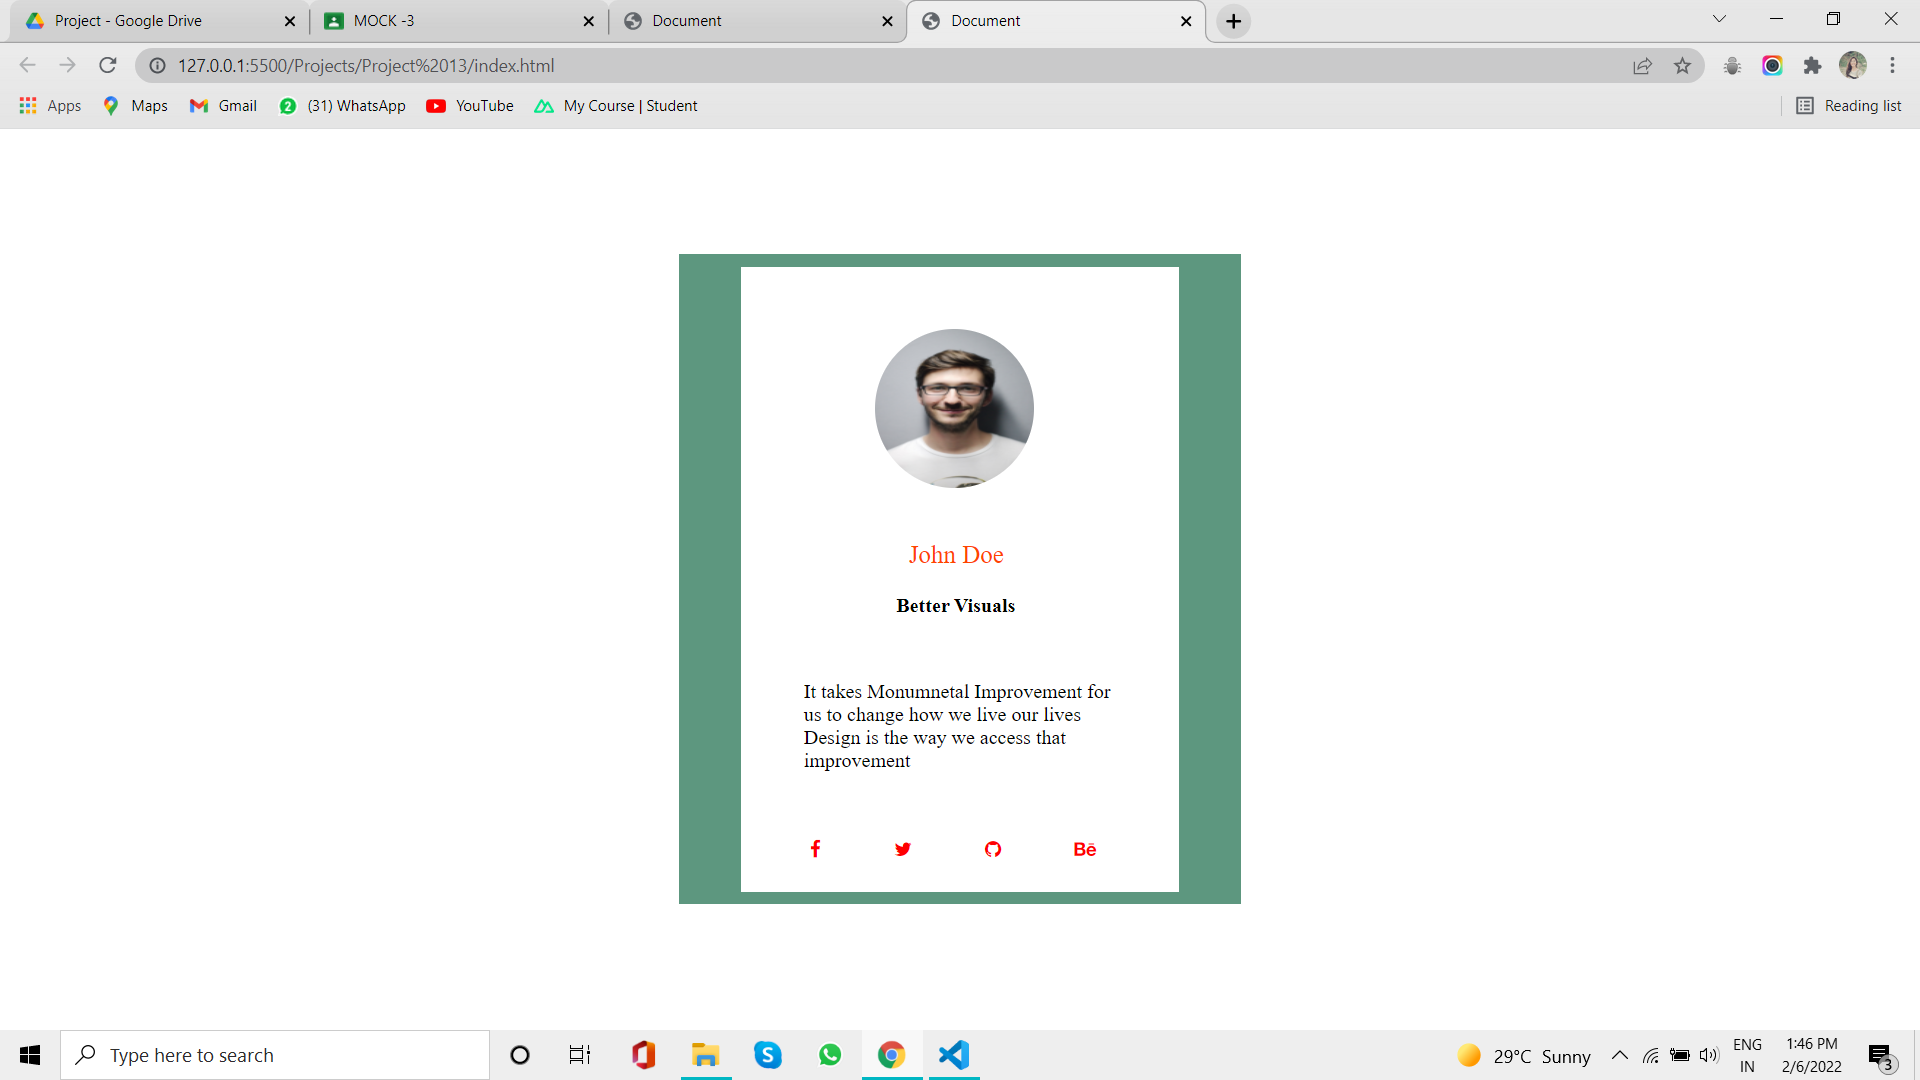 Project - Google Drive
MOCK -3
Document
Document
127.0.0.1:5500/Projects/Project%2013/index.html
Apps
Maps
Gmail
2
(31) WhatsApp
YouTube
My Course | Student
Reading list
John Doe
Better Visuals
It takes Monumnetal Improvement for
us to change how we live our lives
Design is the way we access that
improvement
Bē
Type here to search
S
29°C Sunny
ENG
IN
1:46 PM
2/6/2022
3